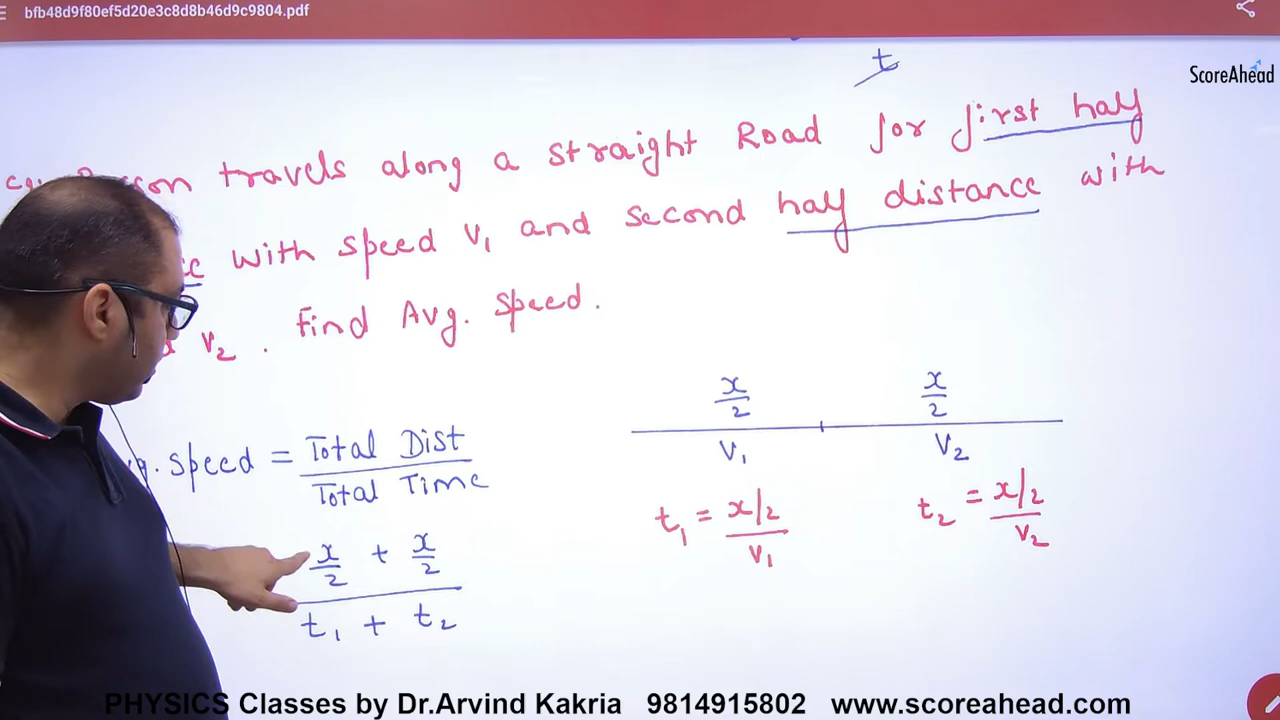 bfb48d9f80ef5d20e3c8d8b46d9c9804.pdf
ScoreAhead
t
travels along a straight Road for first half
with speed v₁ and second half distance with
v₂ . Find Avg. speed.
x/2 x/2
V₁ V₂
speed = Total Dist / Total Time
t₁ = x/2 / v₁ t₂ = x/2 / v₂
x/2 + x/2
t₁ + t₂
PHYSICS Classes by Dr.Arvind Kakria 9814915802 www.scoreahead.com